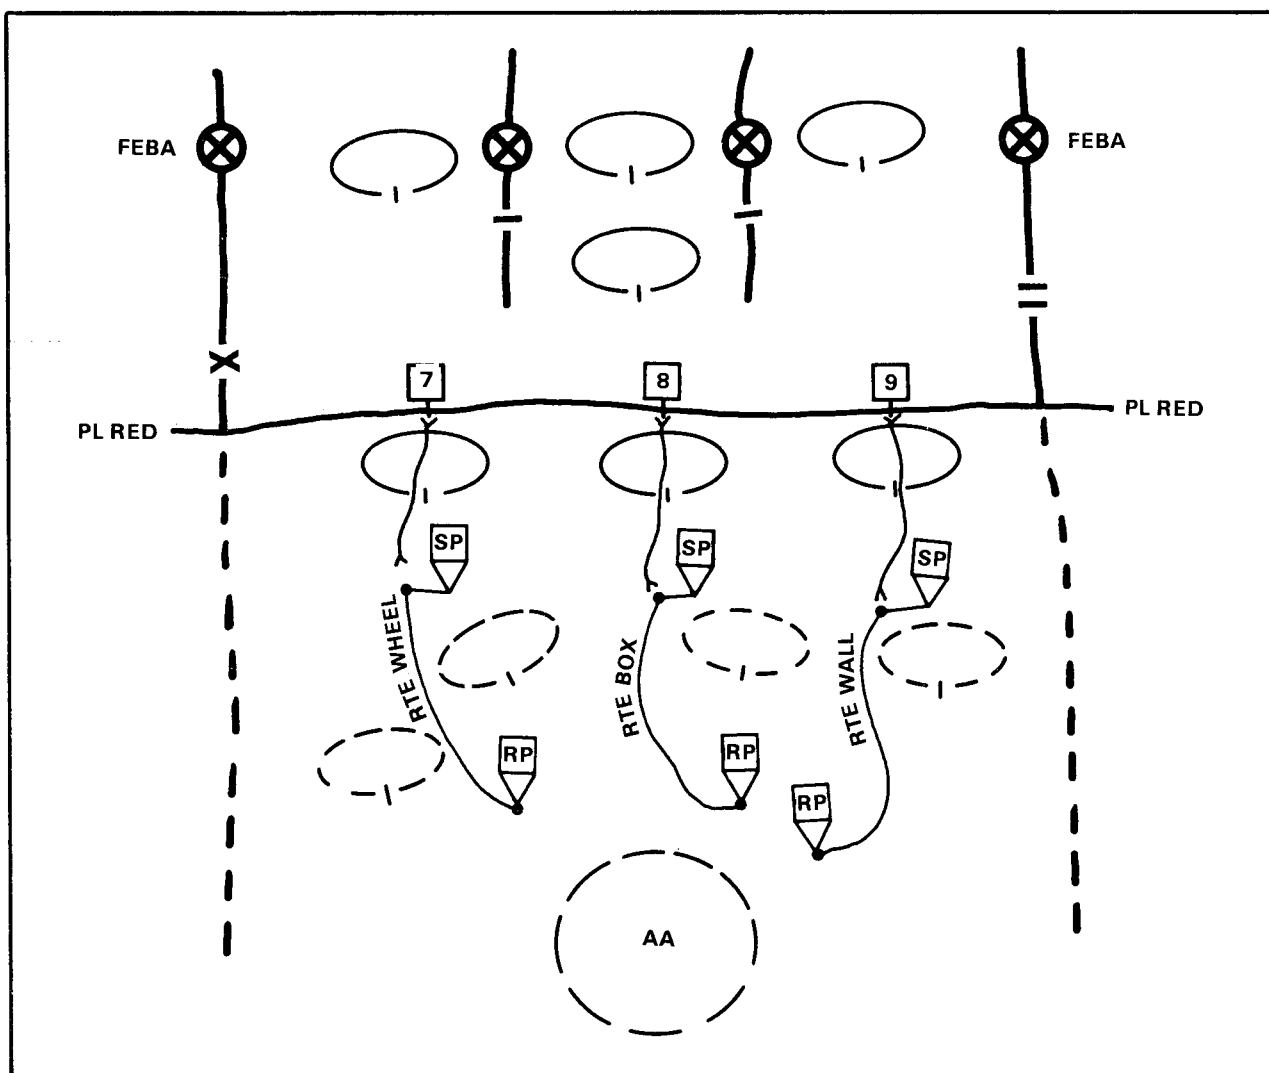 FEBA
FEBA
7
8
9
PL RED
PL RED
SP
SP
SP
RTE WHEEL
RTE BOX
RTE WALL
RP
RP
RP
AA